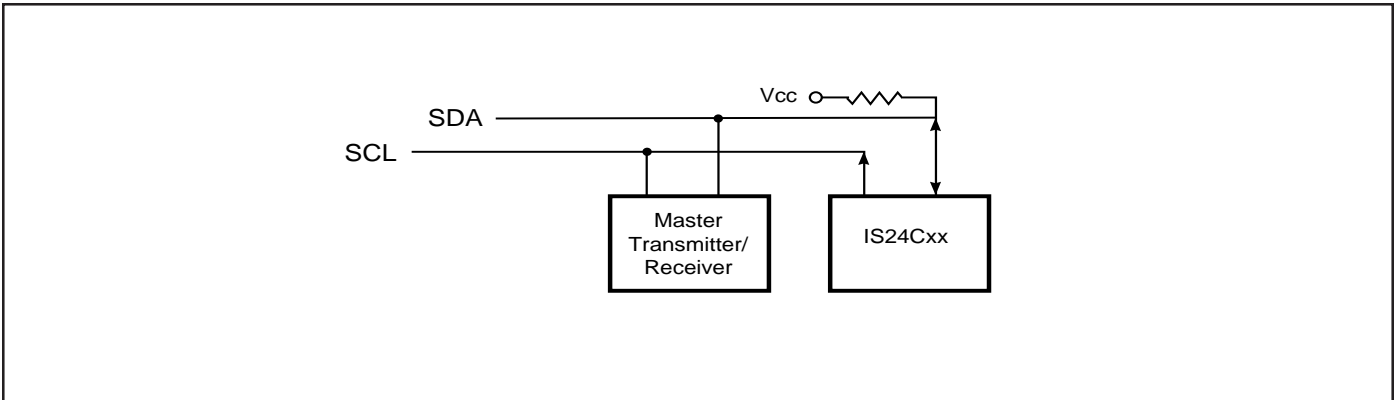 Vcc
SDA
SCL
Master
Transmitter/
Receiver
IS24Cxx